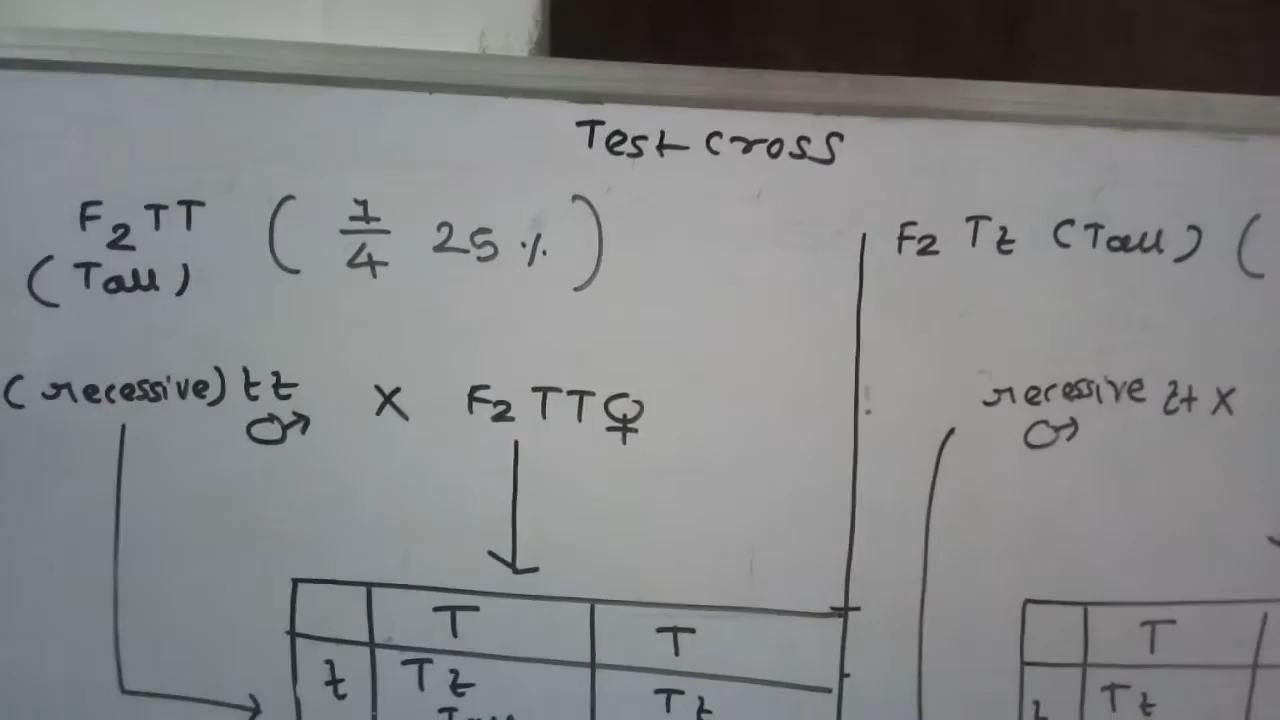 Test cross
F2 TT ( 1/4 25 % )
(Tall)
F2 Tt (Tall) (
(recessive) tt ♂ X F2 TT ♀
recessive tt X
♂
T T
t Tt Tt
Tall
T
t Tt